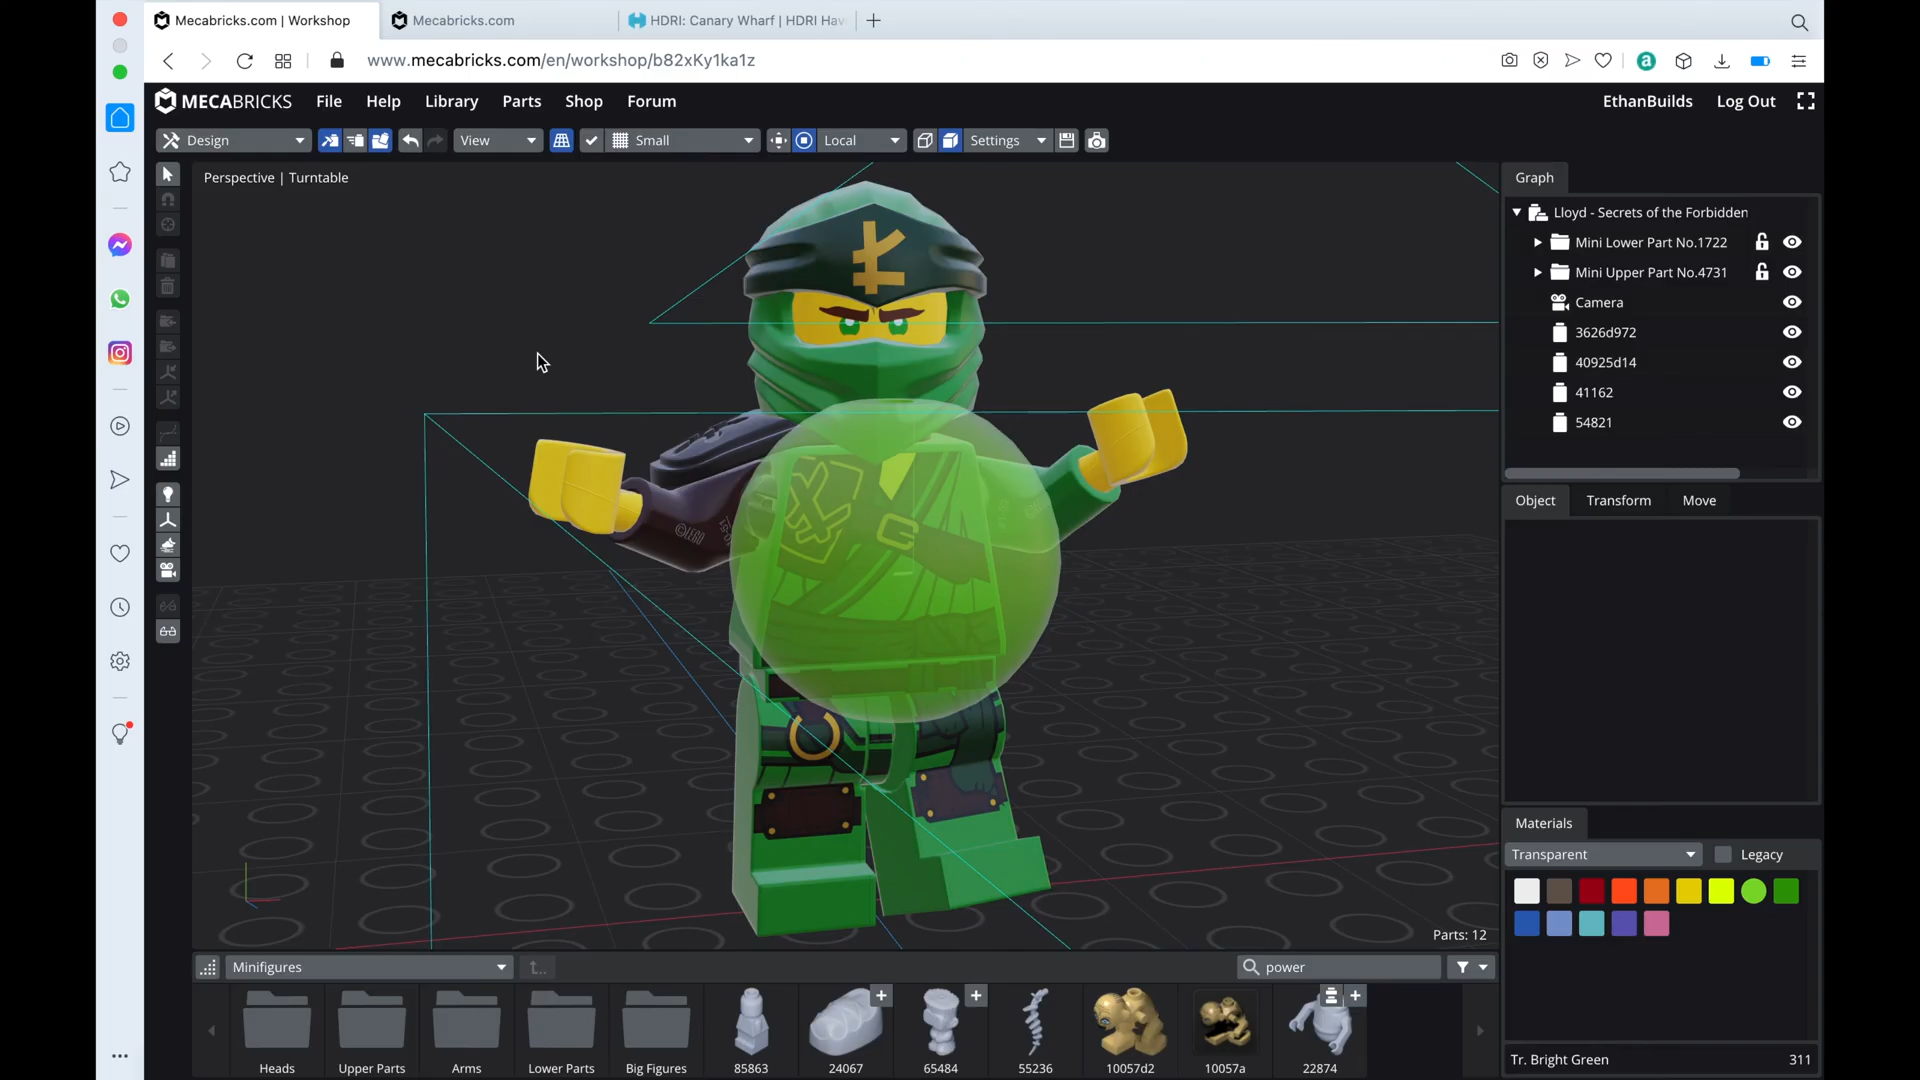 Mecabricks.com | Workshop
Mecabricks.com
HDRI: Canary Wharf | HDRI Hav
www.mecabricks.com/en/workshop/b82xKy1ka1z
MECABRICKS
File
Help
Library
Parts
Shop
Forum
EthanBuilds
Log Out
Design
View
Small
Local
Settings
Perspective | Turntable
Graph
Lloyd - Secrets of the Forbidden
Mini Lower Part No.1722
Mini Upper Part No.4731
Camera
3626d972
40925d14
41162
54821
©LEGO
Object
Transform
Move
Materials
Transparent
Legacy
Parts: 12
Minifigures
power
Heads
Upper Parts
Arms
Lower Parts
Big Figures
85863
24067
65484
55236
10057d2
10057a
22874
Tr. Bright Green
311